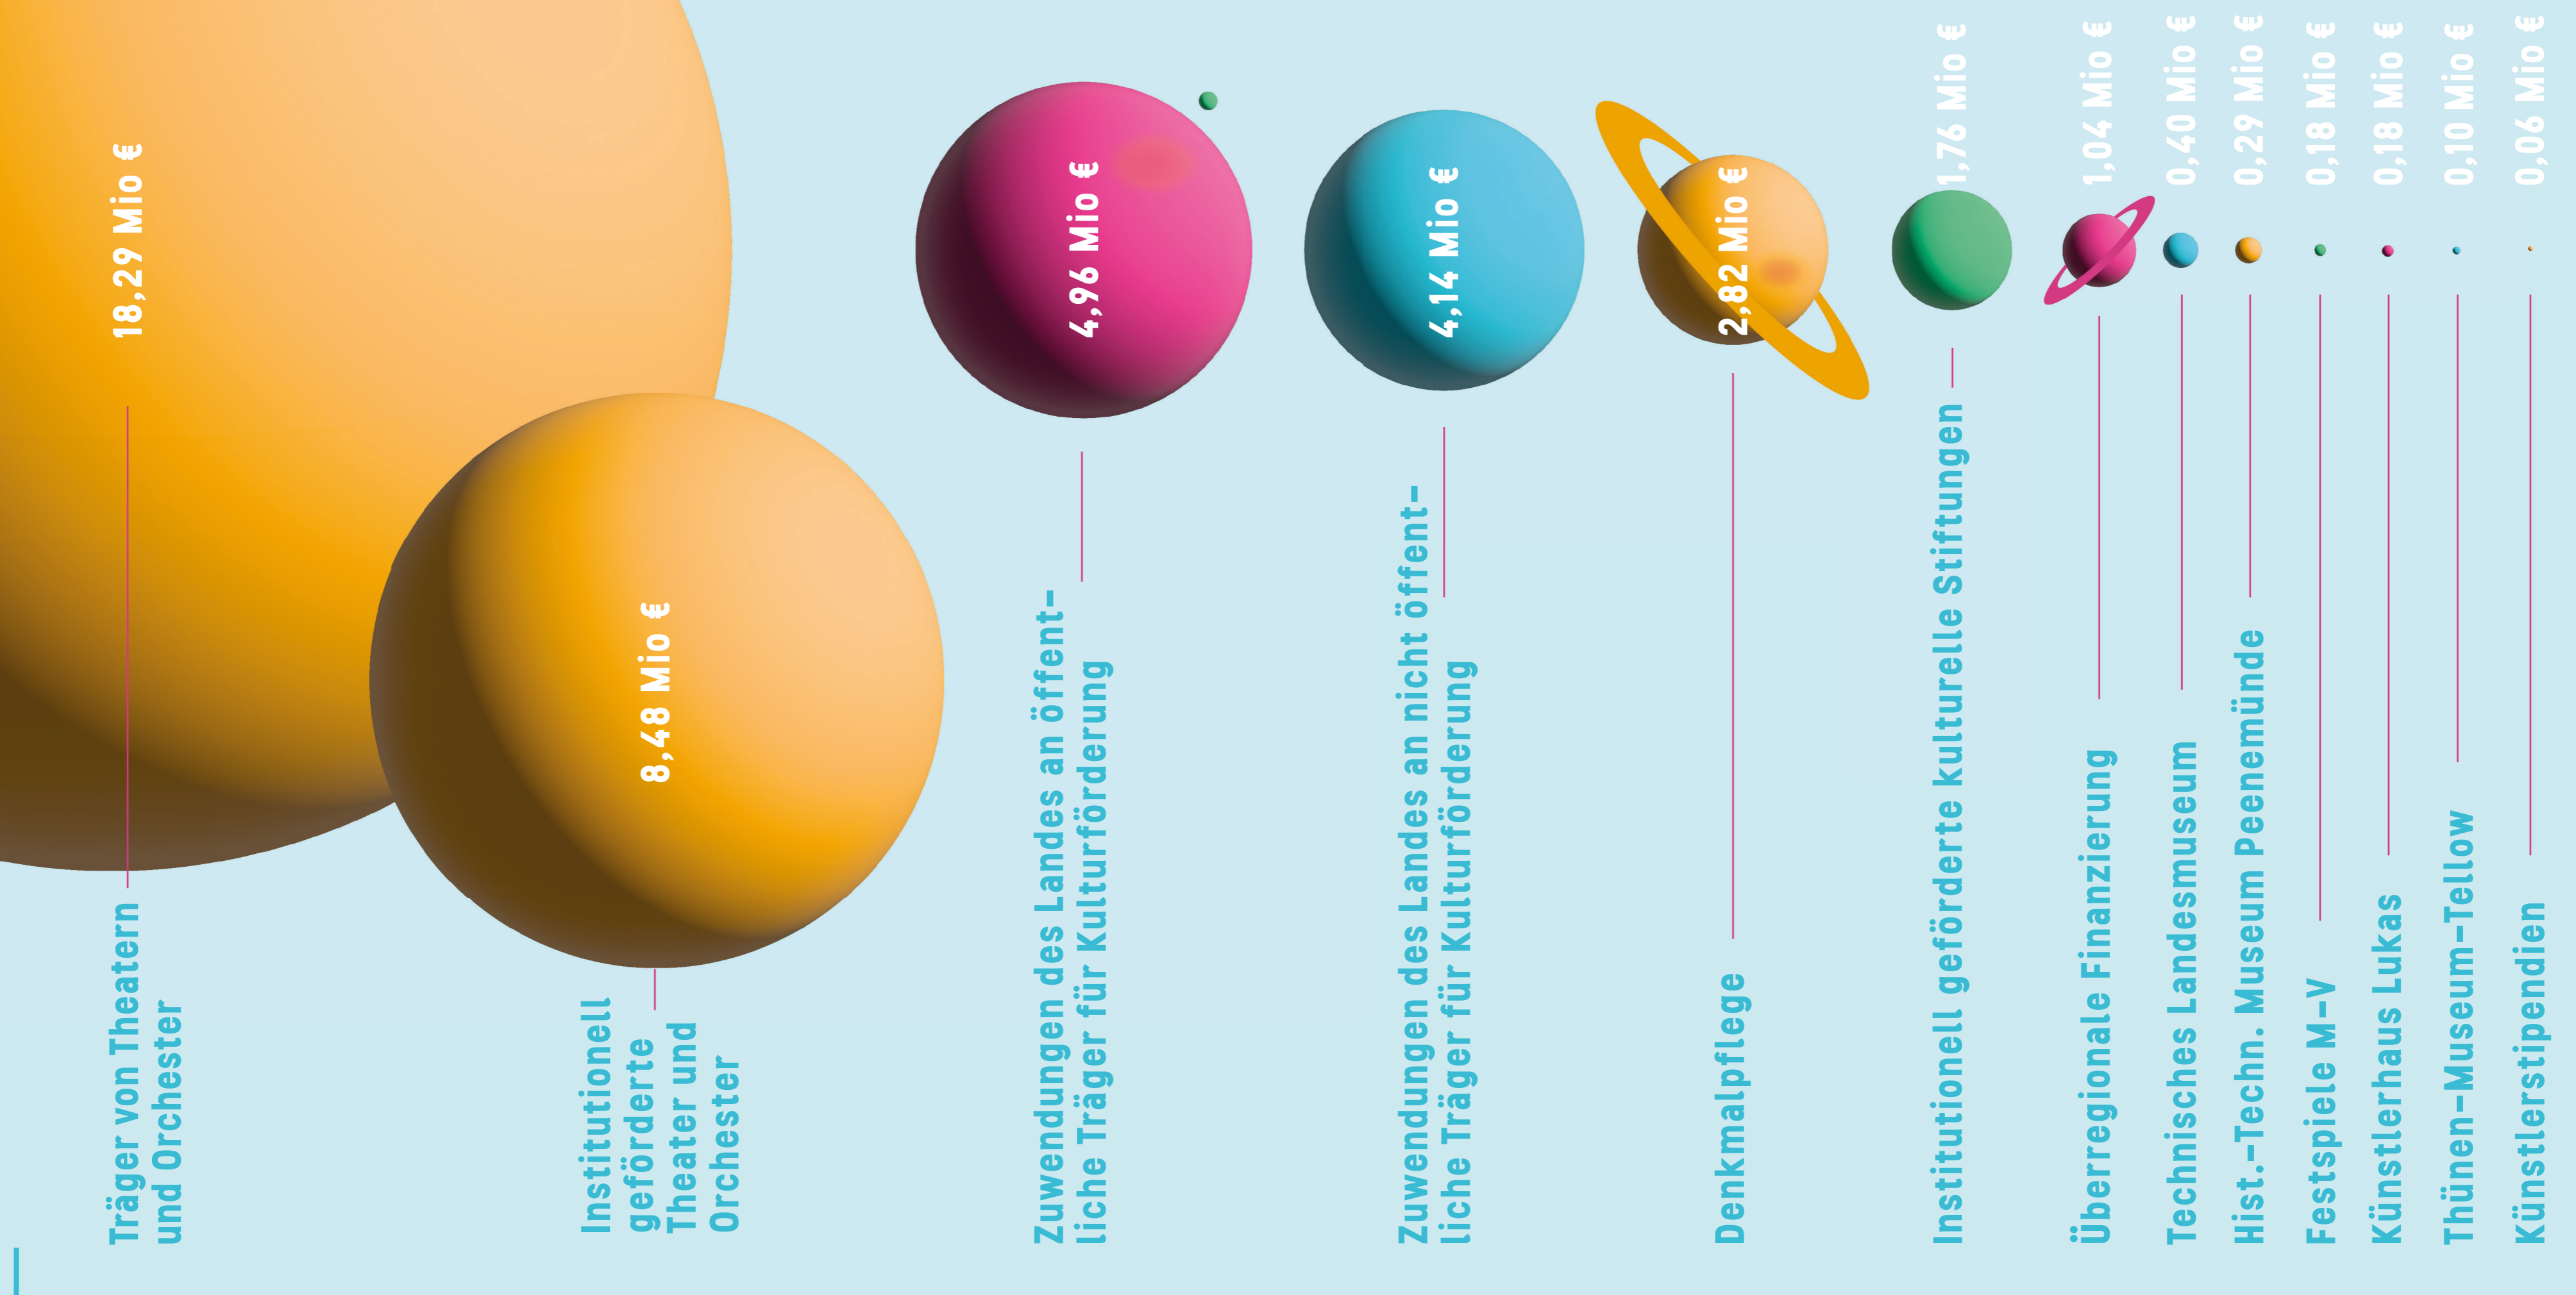 18,29 Mio €
Träger von Theatern
und Orchester
8,48 Mio €
Institutionell
geförderte
Theater und
Orchester
4,96 Mio €
Zuwendungen des Landes an öffent-
liche Träger für Kulturförderung
4,14 Mio €
Zuwendungen des Landes an nicht öffent-
liche Träger für Kulturförderung
2,82 Mio €
Denkmalpflege
1,76 Mio €
Institutionell geförderte kulturelle Stiftungen
1,04 Mio €
Überregionale Finanzierung
0,40 Mio €
Technisches Landesmuseum
0,29 Mio €
Hist.-Techn. Museum Peenemünde
0,18 Mio €
Festspiele M-V
0,18 Mio €
Künstlerhaus Lukas
0,10 Mio €
Thünen-Museum-Tellow
0,06 Mio €
Künstlerstipendien